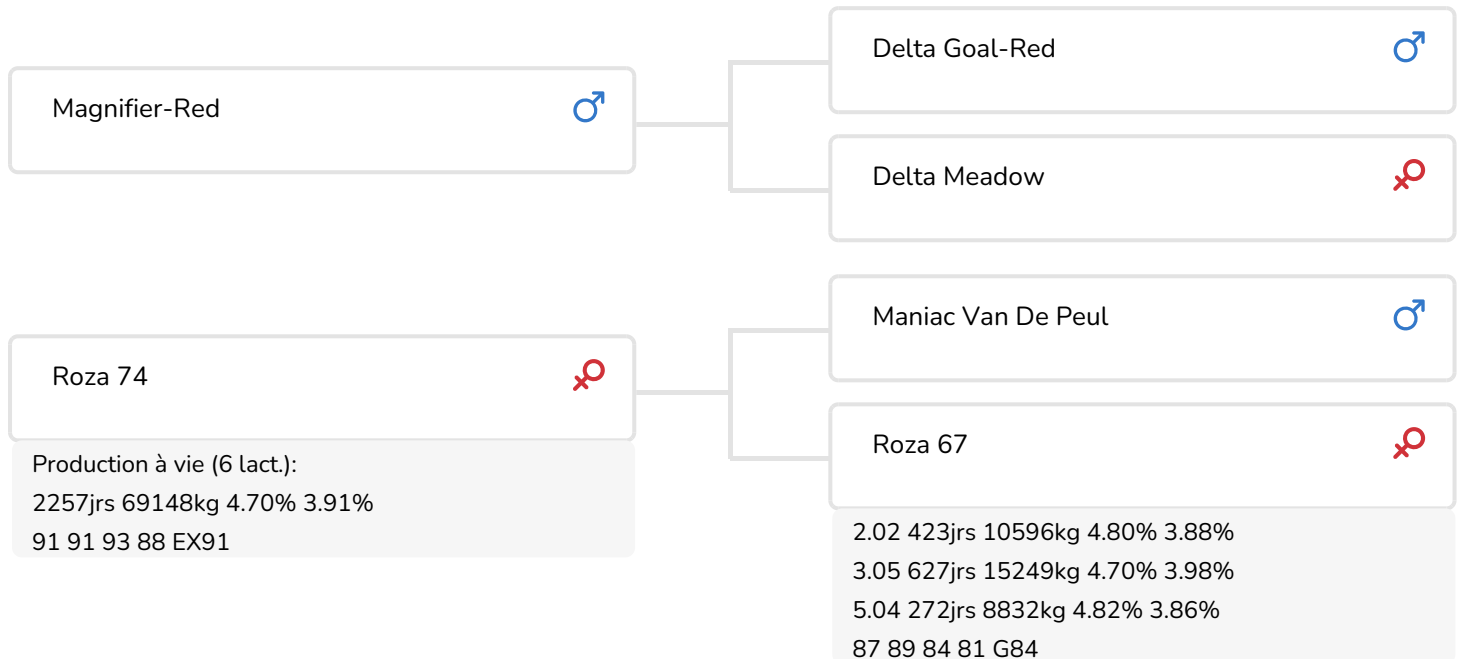 Delta Goal-Red
Magnifier-Red
Delta Meadow
Maniac Van De Peul
Roza 74
Production à vie (6 lact.):
2257jrs 69148kg 4.70% 3.91%
91 91 93 88 EX91
Roza 67
2.02 423jrs 10596kg 4.80% 3.88%
3.05 627jrs 15249kg 4.70% 3.98%
5.04 272jrs 8832kg 4.82% 3.86%
87 89 84 81 G84